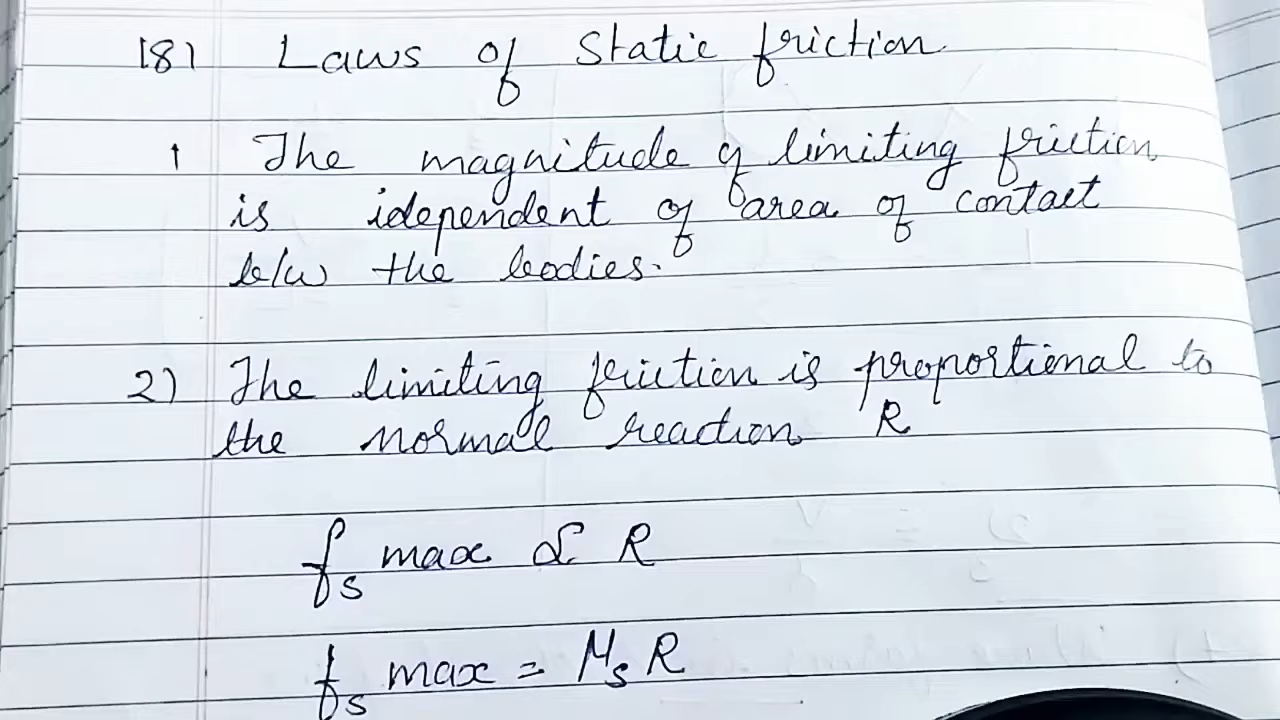 18) Laws of Static friction
1 The magnitude of limiting friction
is idependent of area of contact
b/w the bodies.
2) The limiting friction is proportional to
the normal reaction R
fs max ∝ R
fs max = μs R